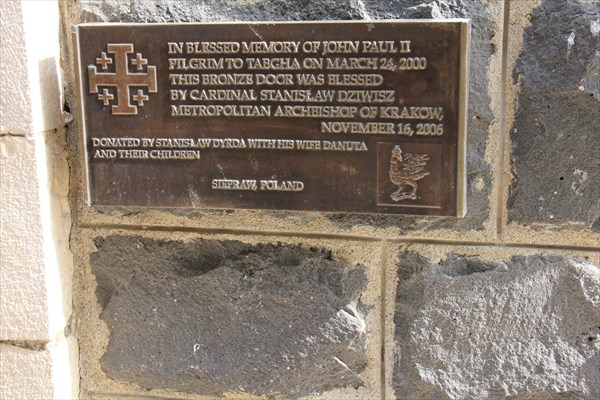 IN BLESSED MEMORY OF JOHN PAUL II
PILGRIM TO TABGHA ON MARCH 24, 2000
THIS BRONZE DOOR WAS BLESSED
BY CARDINAL STANISŁAW DZIWISZ
METROPOLITAN ARCHBISHOP OF KRAKOW,
NOVEMBER 16, 2006
DONATED BY STANISŁAW DYRDA WITH HIS WIFE DANUTA
AND THEIR CHILDREN
SIEPRAW, POLAND